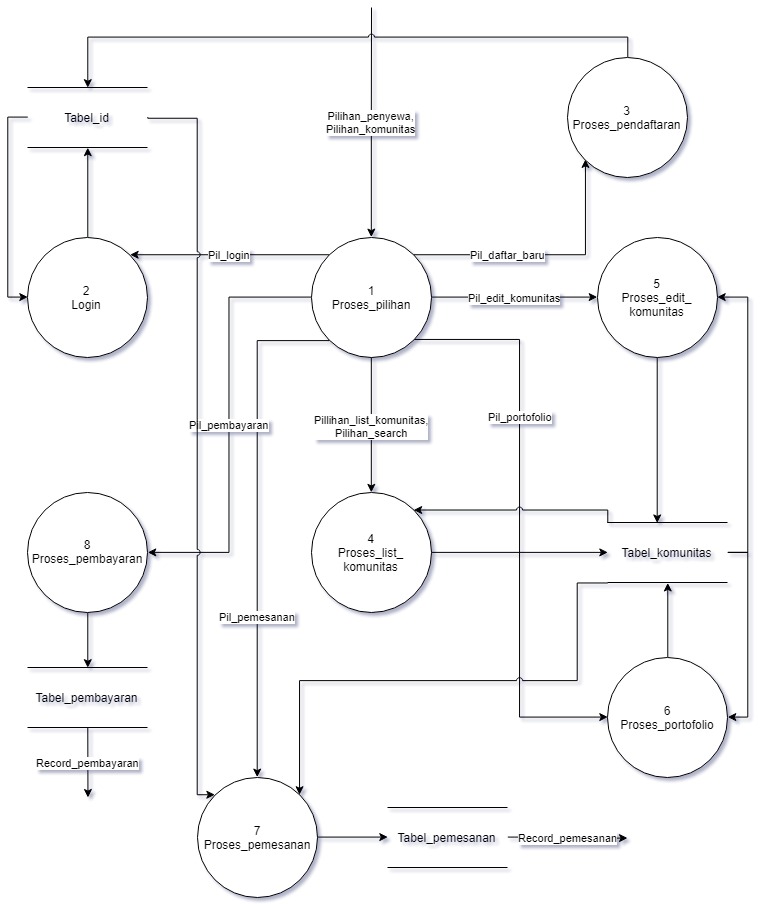 3
Proses_pendaftaran
Tabel_id
Pilihan_penyewa,
Pilihan_komunitas
Pil_login
Pil_daftar_baru
2
Login
1
Proses_pilihan
Pil_edit_komunitas
5
Proses_edit_
komunitas
Pil_pembayaran
Pillihan_list_komunitas,
Pilihan_search
Pil_portofolio
8
Proses_pembayaran
4
Proses_list_
komunitas
Tabel_komunitas
Pil_pemesanan
Tabel_pembayaran
6
Proses_portofolio
Record_pembayaran
7
Proses_pemesanan
Tabel_pemesanan
Record_pemesanan